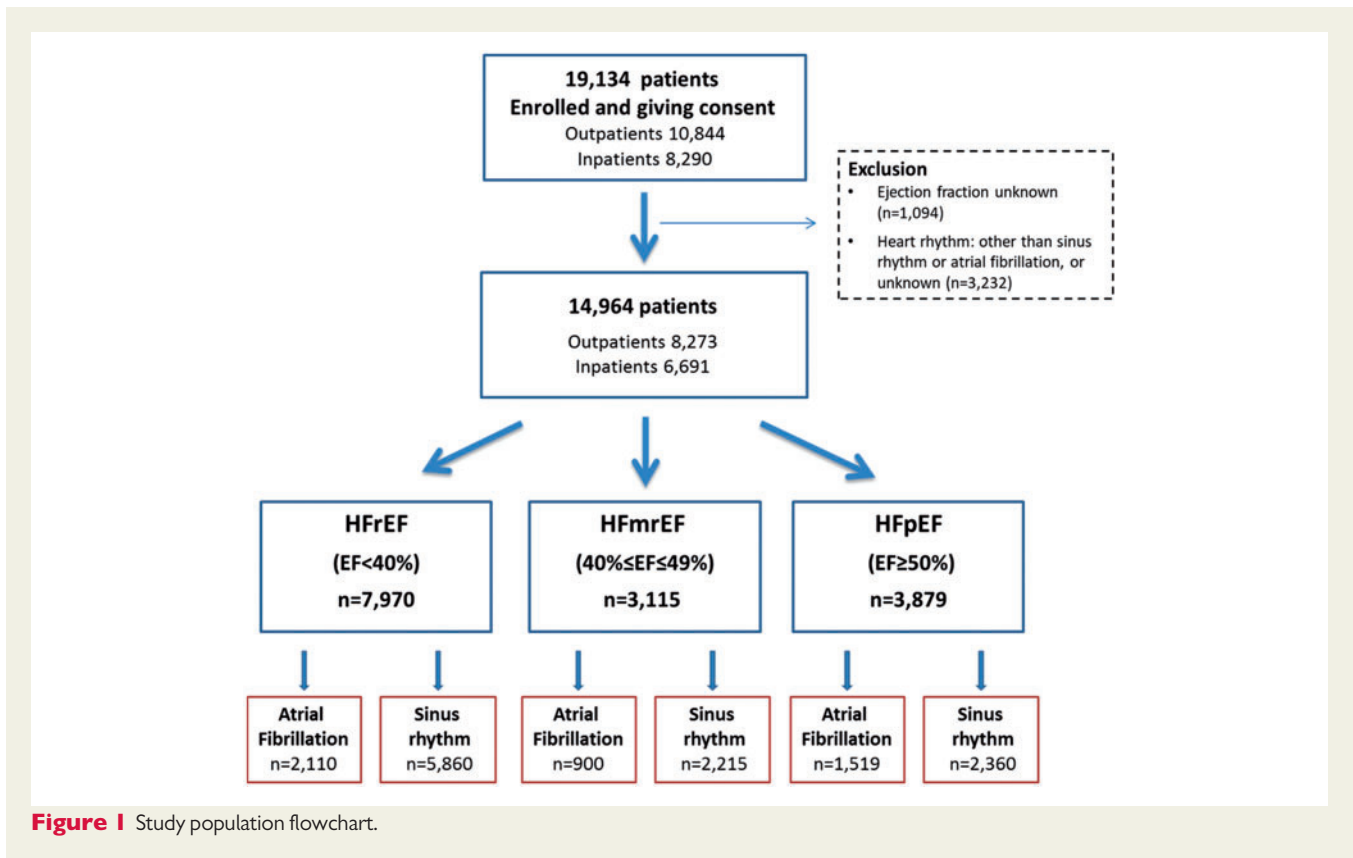 19,134 patients
Enrolled and giving consent
Outpatients 10,844
Inpatients 8,290
Exclusion
• Ejection fraction unknown
(n=1,094)
• Heart rhythm: other than sinus
rhythm or atrial fibrillation, or
unknown (n=3,232)
14,964 patients
Outpatients 8,273
Inpatients 6,691
HFrEF
(EF<40%)
n=7,970
HFmrEF
(40%≤EF≤49%)
n=3,115
HFpEF
(EF≥50%)
n=3,879
Atrial
Fibrillation
n=2,110
Sinus
rhythm
n=5,860
Atrial
Fibrillation
n=900
Sinus
rhythm
n=2,215
Atrial
Fibrillation
n=1,519
Sinus
rhythm
n=2,360
Figure 1 Study population flowchart.